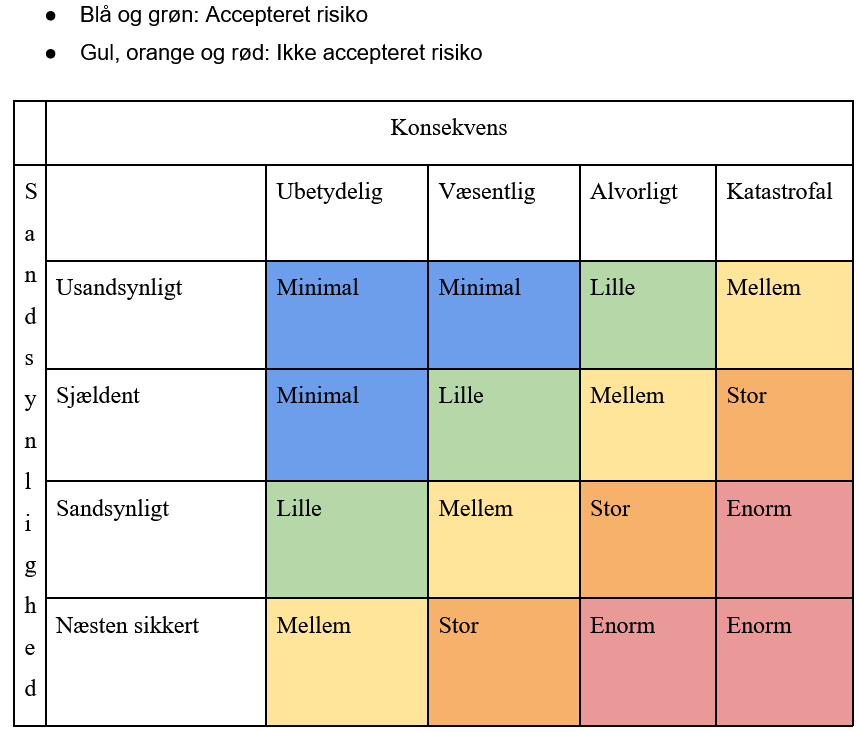 ● Blå og grøn: Accepteret risiko
● Gul, orange og rød: Ikke accepteret risiko
Konsekvens
Sandsynlighed
Ubetydelig Væsentlig Alvorligt Katastrofal
Usandsynligt Minimal Minimal Lille Mellem
Sjældent Minimal Lille Mellem Stor
Sandsynligt Lille Mellem Stor Enorm
Næsten sikkert Mellem Stor Enorm Enorm